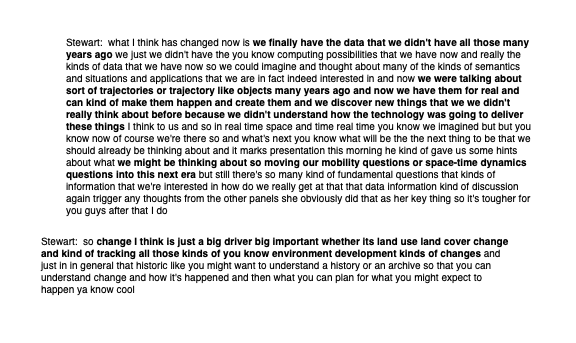 Stewart:  what I think has changed now is we finally have the data that we didn't have all those many
years ago we just we didn't have the you know computing possibilities that we have now and really the
kinds of data that we have now so we could imagine and thought about many of the kinds of semantics
and situations and applications that we are in fact indeed interested in and now we were talking about
sort of trajectories or trajectory like objects many years ago and now we have them for real and
can kind of make them happen and create them and we discover new things that we we didn't
really think about before because we didn't understand how the technology was going to deliver
these things I think to us and so in real time space and time real time you know we imagined but but you
know now of course we're there so and what's next you know what will be the the next thing to be that we
should already be thinking about and it marks presentation this morning he kind of gave us some hints
about what we might be thinking about so moving our mobility questions or space-time dynamics
questions into this next era but still there's so many kind of fundamental questions that kinds of
information that we're interested in how do we really get at that that data information kind of discussion
again trigger any thoughts from the other panels she obviously did that as her key thing so it's tougher for
you guys after that I do
Stewart:  so change I think is just a big driver big important whether its land use land cover change
and kind of tracking all those kinds of you know environment development kinds of changes and
just in in general that historic like you might want to understand a history or an archive so that you can
understand change and how it's happened and then what you can plan for what you might expect to
happen ya know cool